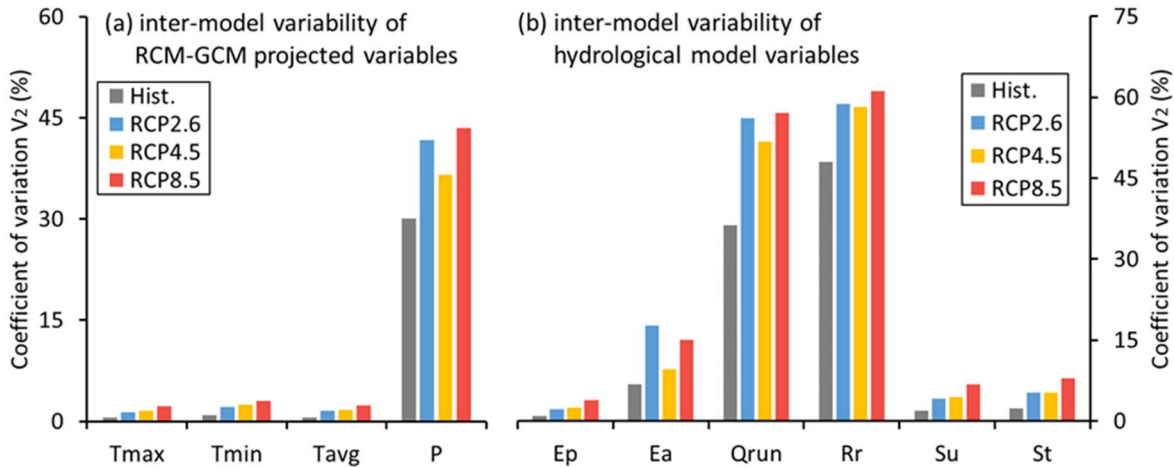 (a) inter-model variability of
RCM-GCM projected variables
Coefficient of variation V2 (%)
60
45
30
15
0
Hist.
RCP2.6
RCP4.5
RCP8.5
Tmax Tmin Tavg P
(b) inter-model variability of
hydrological model variables
Hist.
RCP2.6
RCP4.5
RCP8.5
75
60
45
30
15
0
Coefficient of variation V2 (%)
Ep Ea Qrun Rr Su St